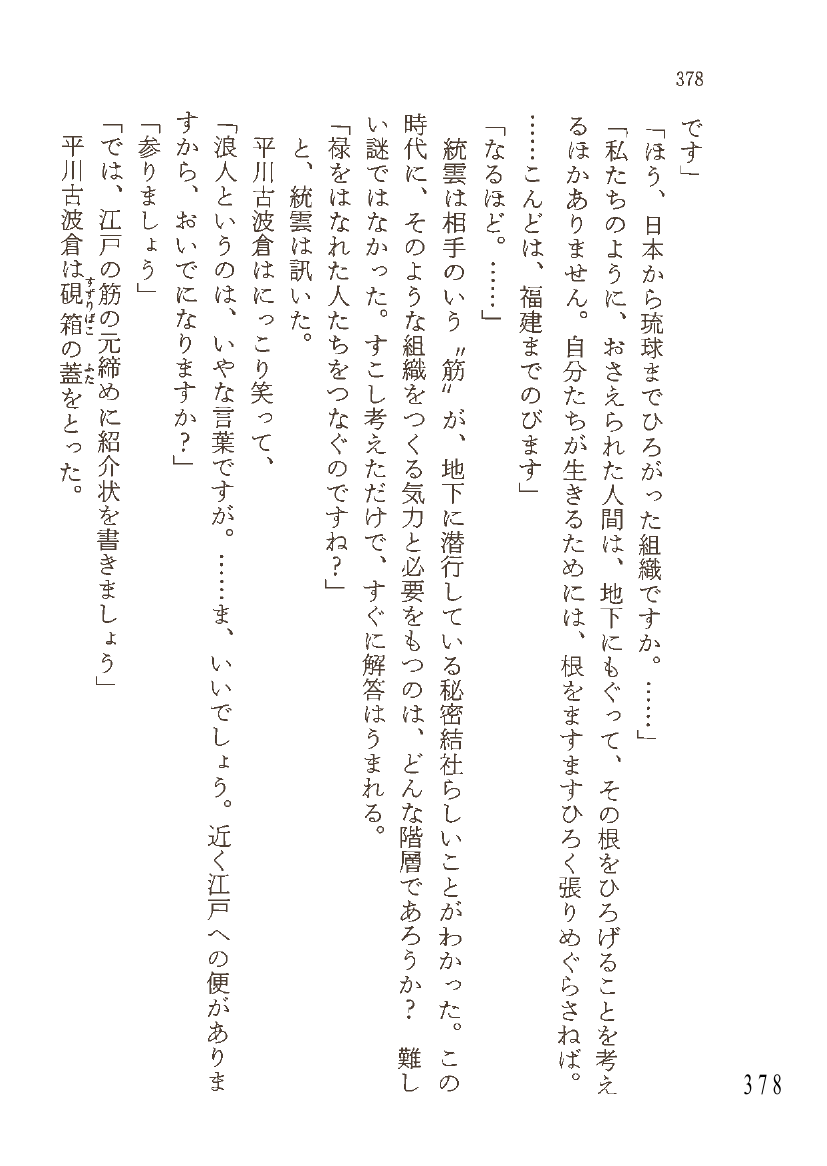 378
です」
「ほう、日本から琉球までひろがった組織ですか。……」
「私たちのように、おさえられた人間は、地下にもぐって、その根をひろげることを考え
るほかありません。自分たちが生きるためには、根をますますひろく張りめぐらさねば。
……こんどは、福建までのびます」
「なるほど。……」
統雲は相手のいう〝筋〟が、地下に潜行している秘密結社らしいことがわかった。この
時代に、そのような組織をつくる気力と必要をもつのは、どんな階層であろうか？　難し
い謎ではなかった。すこし考えただけで、すぐに解答はうまれる。
「禄をはなれた人たちをつなぐのですね？」
と、統雲は訊いた。
平川古波倉はにっこり笑って、
「浪人というのは、いやな言葉ですが。……ま、いいでしょう。近く江戸への便がありま
すから、おいでになりますか？」
「参りましょう」
「では、江戸の筋の元締めに紹介状を書きましょう」
平川古波倉は硯箱の蓋をとった。
すずりばこ
ふた
378